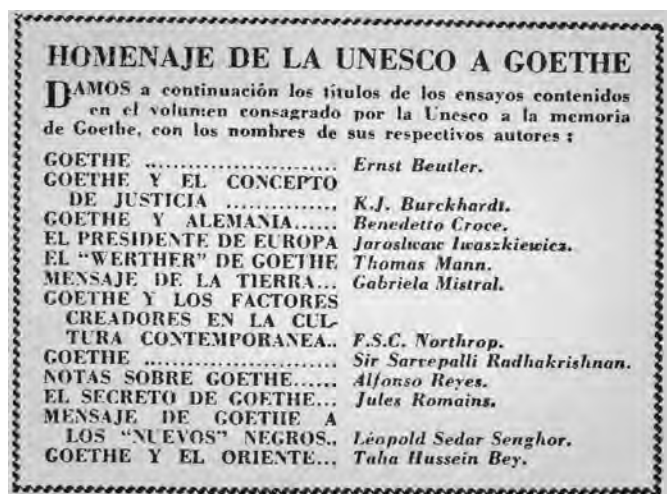 HOMENAJE DE LA UNESCO A GOETHE
DAMOS a continuación los títulos de los ensayos contenidos
en el volumen consagrado por la Unesco a la memoria
de Goethe, con los nombres de sus respectivos autores :
GOETHE .......................... Ernst Beutler.
GOETHE Y EL CONCEPTO
DE JUSTICIA .............. K.J. Burckhardt.
GOETHE Y ALEMANIA...... Benedetto Croce.
EL PRESIDENTE DE EUROPA Jaroslwaw Iwaszkiewicz.
EL "WERTHER" DE GOETHE Thomas Mann.
MENSAJE DE LA TIERRA... Gabriela Mistral.
GOETHE Y LOS FACTORES
CREADORES EN LA CUL-
TURA CONTEMPORANEA.. F.S.C. Northrop.
GOETHE .......................... Sir Sarvepalli Radhakrishnan.
NOTAS SOBRE GOETHE...... Alfonso Reyes.
EL SECRETO DE GOETHE... Jules Romains.
MENSAJE DE GOETHE A
LOS "NUEVOS" NEGROS.. Léopold Sedar Senghor.
GOETHE Y EL ORIENTE... Taha Hussein Bey.